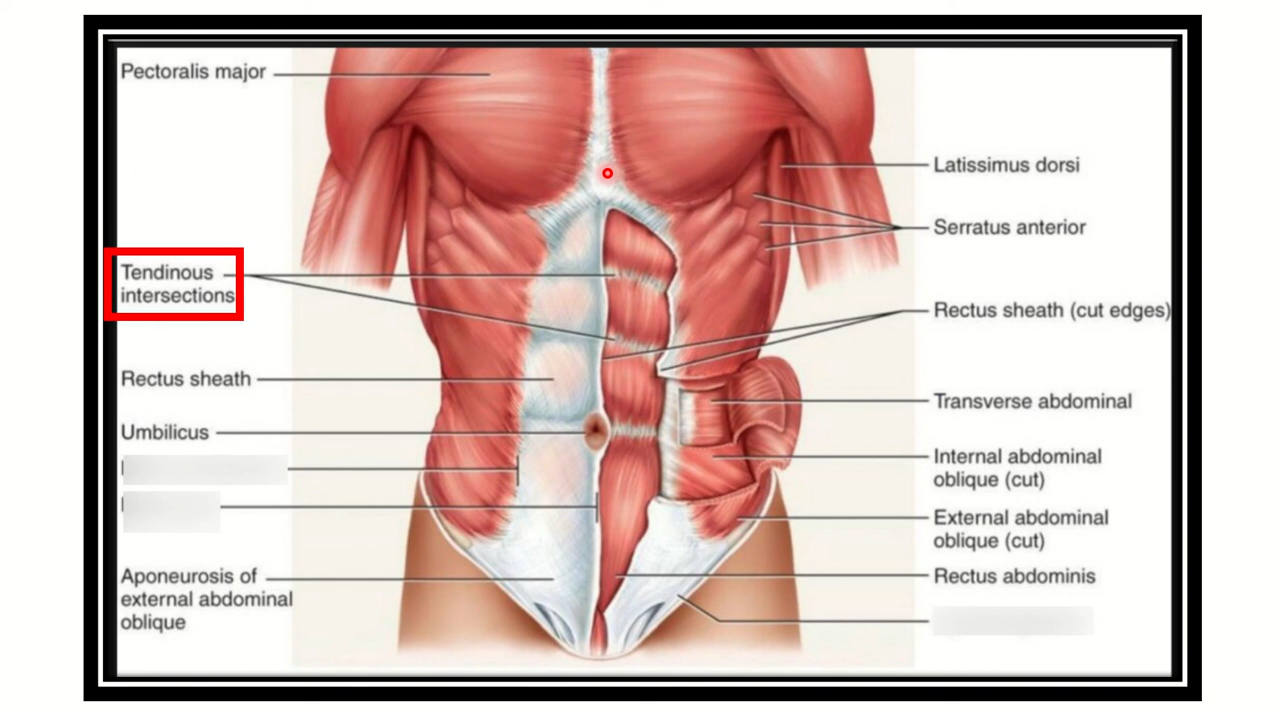 Pectoralis major
Tendinous
intersections
Rectus sheath
Umbilicus
Aponeurosis of
external abdominal
oblique
Latissimus dorsi
Serratus anterior
Rectus sheath (cut edges)
Transverse abdominal
Internal abdominal
oblique (cut)
External abdominal
oblique (cut)
Rectus abdominis